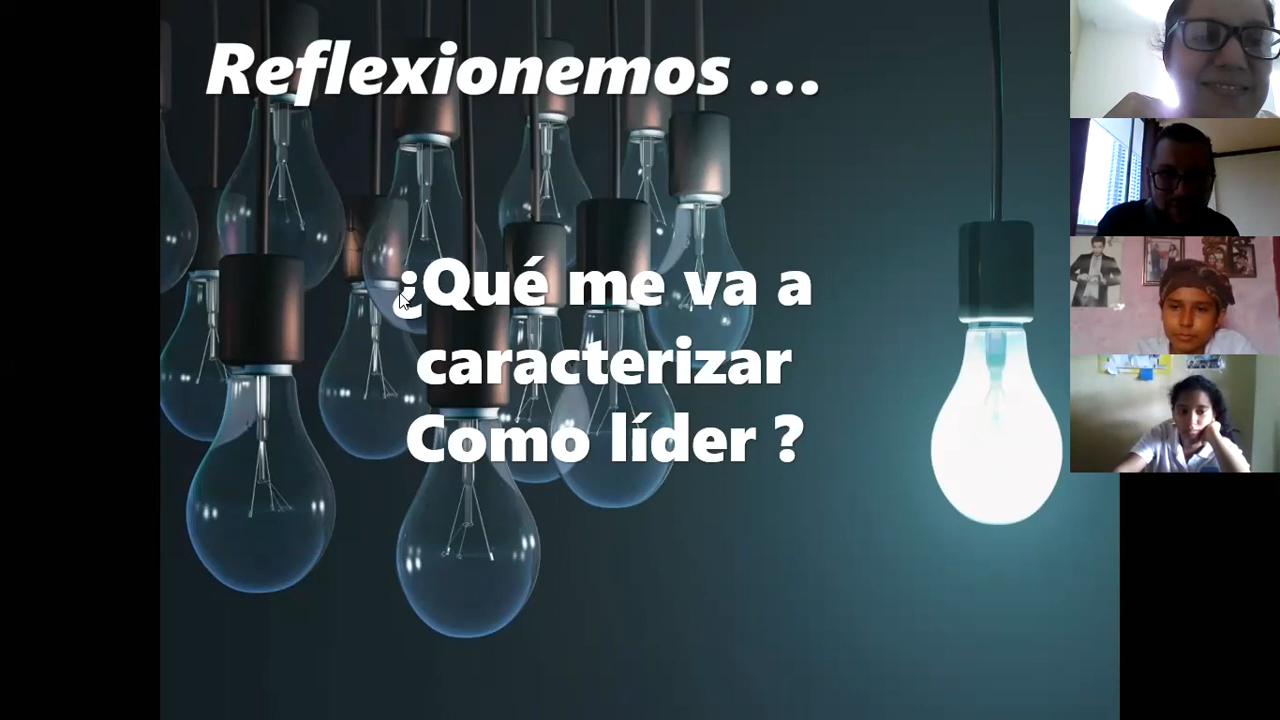 Reflexionemos ...
¿Qué me va a
caracterizar
Como líder ?